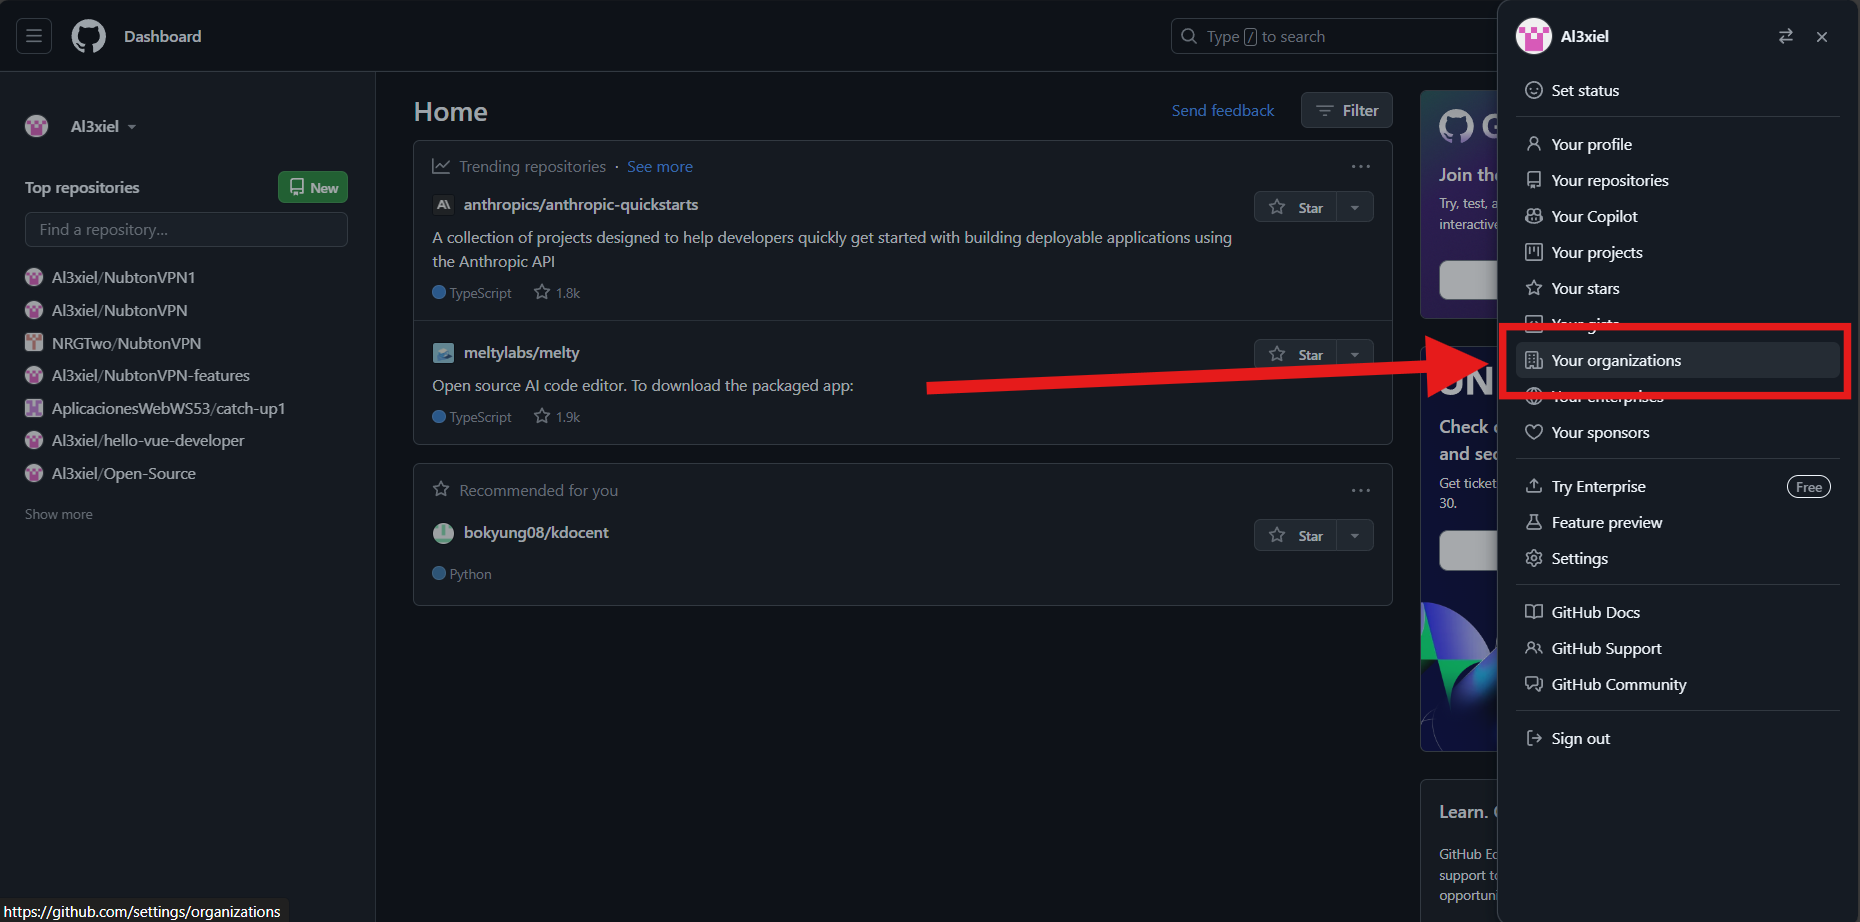 Dashboard
Type / to search
Al3xiel
Top repositories
New
Find a repository...
Al3xiel/NubtonVPN1
Al3xiel/NubtonVPN
NRGTwo/NubtonVPN
Al3xiel/NubtonVPN-features
AplicacionesWebWS53/catch-up1
Al3xiel/hello-vue-developer
Al3xiel/Open-Source
Show more
Home
Send feedback
Filter
Trending repositories · See more
anthropics/anthropic-quickstarts
Star
A collection of projects designed to help developers quickly get started with building deployable applications using
the Anthropic API
TypeScript 1.8k
meltylabs/melty
Star
Open source AI code editor. To download the packaged app:
TypeScript 1.9k
Recommended for you
bokyung08/kdocent
Star
Python
Join the
Try, test, a
interactive
UN
Check
and sec
Get ticket
30.
Learn.
GitHub Ed
support to
opportuni
Al3xiel
Set status
Your profile
Your repositories
Your Copilot
Your projects
Your stars
Your gists
Your organizations
Your enterprises
Your sponsors
Try Enterprise Free
Feature preview
Settings
GitHub Docs
GitHub Support
GitHub Community
Sign out
https://github.com/settings/organizations